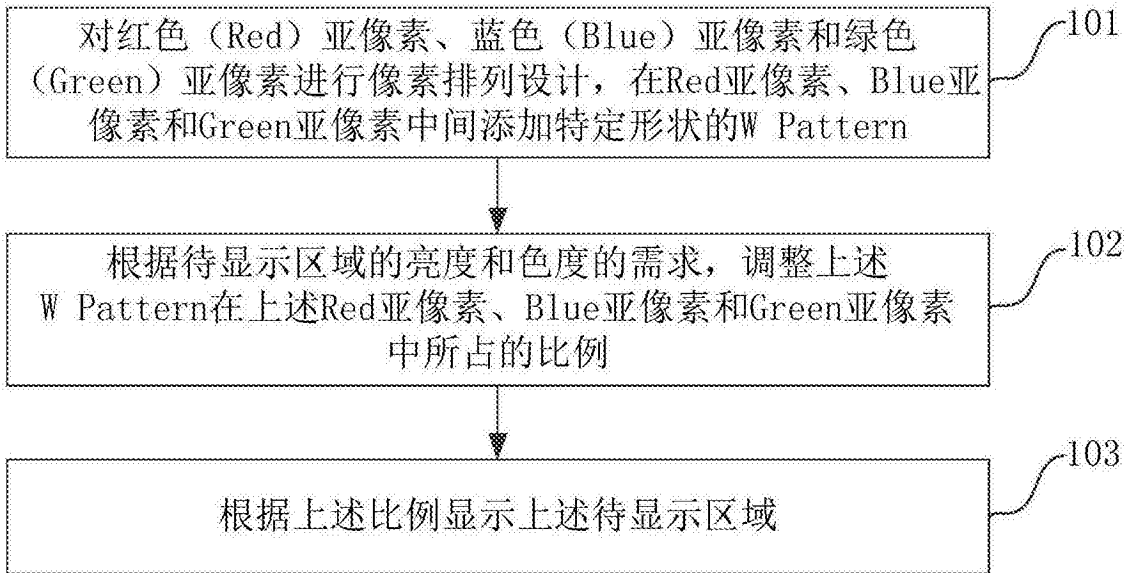 对红色（Red）亚像素、蓝色（Blue）亚像素和绿色
（Green）亚像素进行像素排列设计，在Red亚像素、Blue亚
像素和Green亚像素中间添加特定形状的W Pattern
101
根据待显示区域的亮度和色度的需求，调整上述
W Pattern在上述Red亚像素、Blue亚像素和Green亚像素
中所占的比例
102
根据上述比例显示上述待显示区域
103